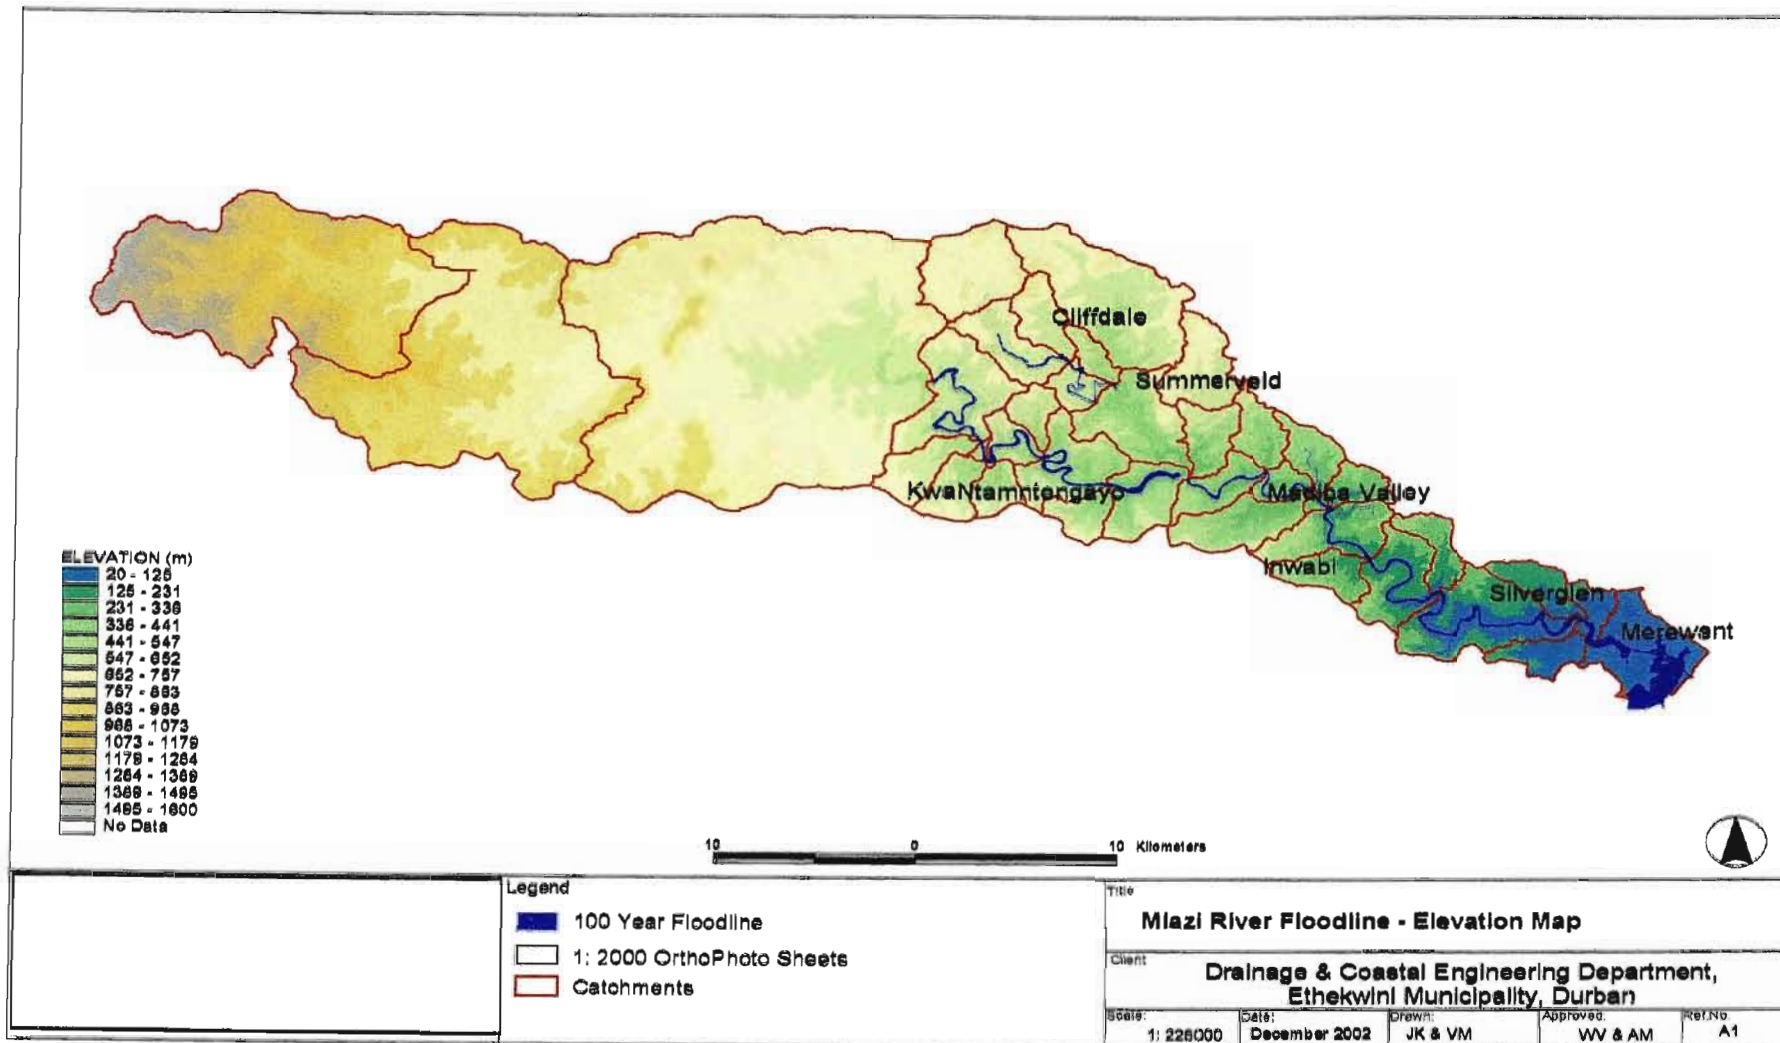 Cliffdale
Summerveld
KwaNtamntengayo
Madiba Valley
Inwabi
Silverglen
Merewent
ELEVATION (m)
20 - 125
125 - 231
231 - 336
336 - 441
441 - 547
547 - 652
652 - 757
757 - 863
863 - 968
968 - 1073
1073 - 1179
1179 - 1284
1284 - 1389
1389 - 1495
1495 - 1600
No Data
10 0 10 Kilometers
Legend
100 Year Floodline
1: 2000 OrthoPhoto Sheets
Catchments
Title
Mlazi River Floodline - Elevation Map
Client
Drainage & Coastal Engineering Department,
Ethekwini Municipality, Durban
Scale: Date: Drawn: Approved: Ref.No.
1: 226000 December 2002 JK & VM WV & AM A1